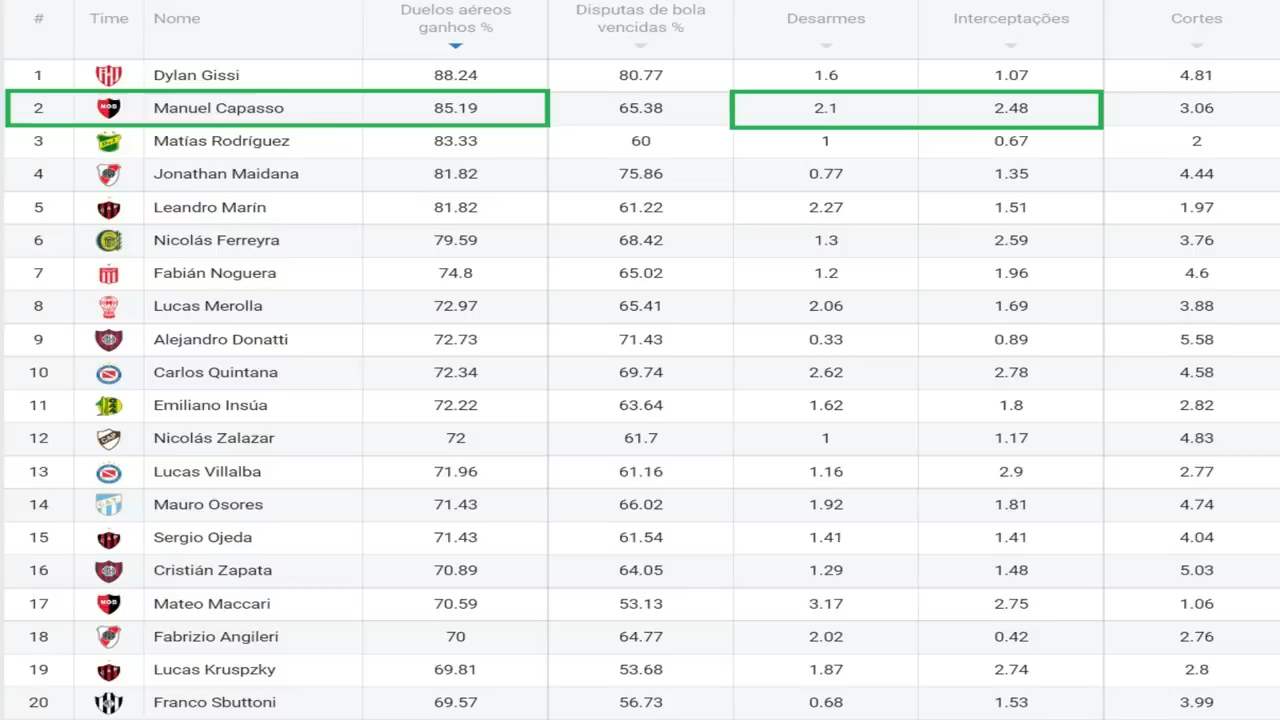 # Time Nome Duelos aéreos ganhos % Disputas de bola vencidas % Desarmes Interceptações Cortes
1 Dylan Gissi 88.24 80.77 1.6 1.07 4.81
2 Manuel Capasso 85.19 65.38 2.1 2.48 3.06
3 Matías Rodríguez 83.33 60 1 0.67 2
4 Jonathan Maidana 81.82 75.86 0.77 1.35 4.44
5 Leandro Marín 81.82 61.22 2.27 1.51 1.97
6 Nicolás Ferreyra 79.59 68.42 1.3 2.59 3.76
7 Fabián Noguera 74.8 65.02 1.2 1.96 4.6
8 Lucas Merolla 72.97 65.41 2.06 1.69 3.88
9 Alejandro Donatti 72.73 71.43 0.33 0.89 5.58
10 Carlos Quintana 72.34 69.74 2.62 2.78 4.58
11 Emiliano Insúa 72.22 63.64 1.62 1.8 2.82
12 Nicolás Zalazar 72 61.7 1 1.17 4.83
13 Lucas Villalba 71.96 61.16 1.16 2.9 2.77
14 Mauro Osores 71.43 66.02 1.92 1.81 4.74
15 Sergio Ojeda 71.43 61.54 1.41 1.41 4.04
16 Cristián Zapata 70.89 64.05 1.29 1.48 5.03
17 Mateo Maccari 70.59 53.13 3.17 2.75 1.06
18 Fabrizio Angileri 70 64.77 2.02 0.42 2.76
19 Lucas Kruspzky 69.81 53.68 1.87 2.74 2.8
20 Franco Sbuttoni 69.57 56.73 0.68 1.53 3.99